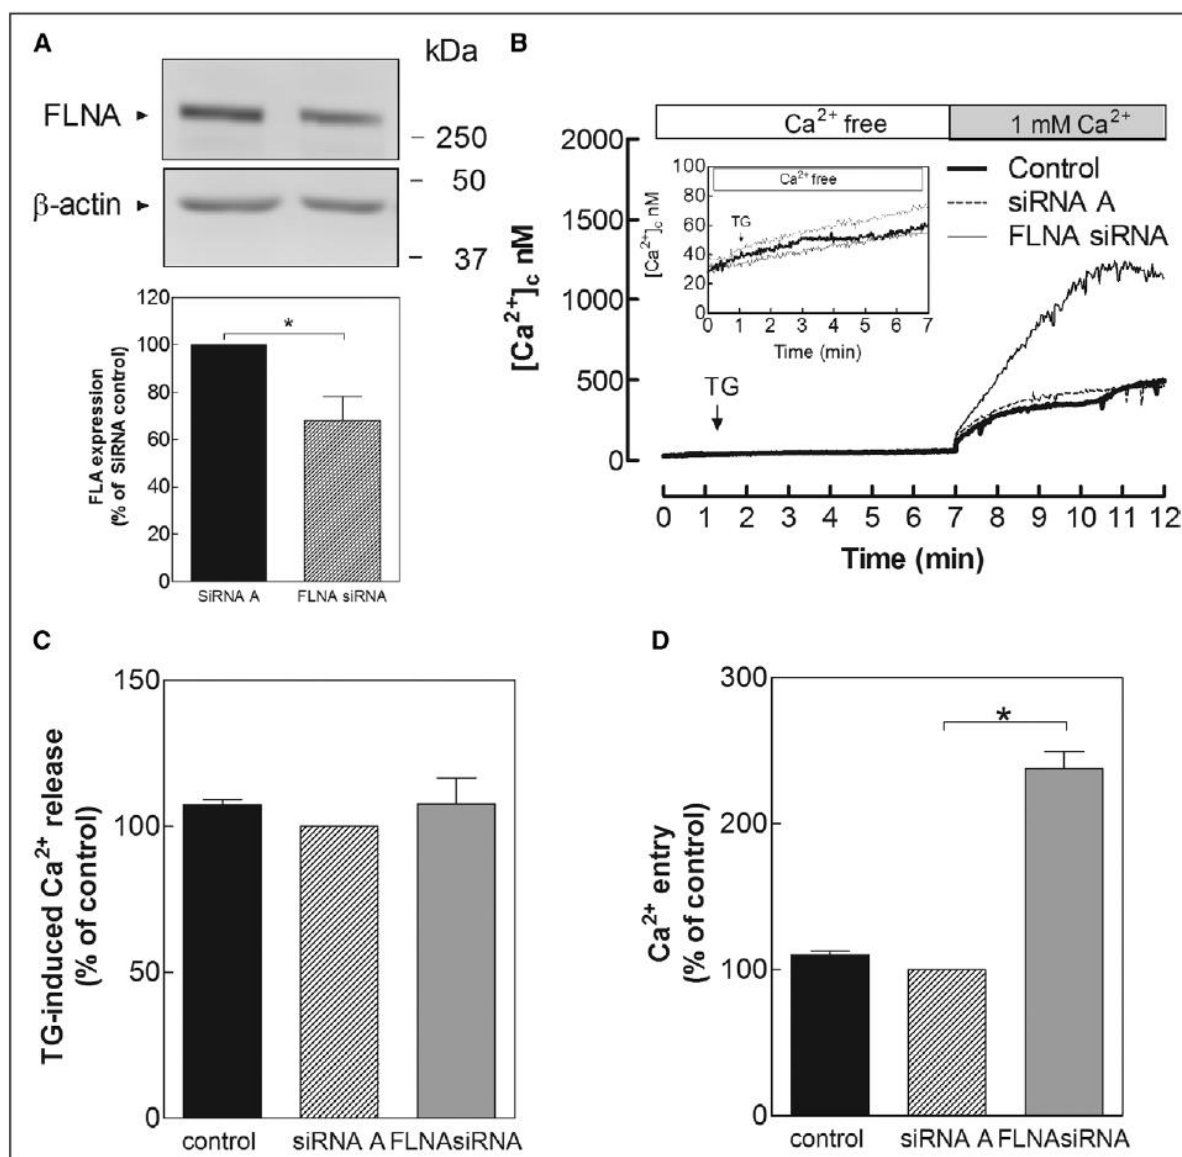 A
kDa
FLNA
250
50
β-actin
37
120
100
80
60
40
20
0
FLA expression
(% of SiRNA control)
*
SiRNA A FLNA siRNA
B
Ca²⁺ free 1 mM Ca²⁺
2000
1500
1000
500
0
[Ca²⁺]c nM
Control
siRNA A
FLNA siRNA
100
80
60
40
20
0
[Ca²⁺]c nM
Ca²⁺ free
TG
0 1 2 3 4 5 6 7
Time (min)
TG
0 1 2 3 4 5 6 7 8 9 10 11 12
Time (min)
C
150
100
50
0
TG-induced Ca²⁺ release
(% of control)
control siRNA A FLNAsiRNA
D
300
200
100
0
Ca²⁺ entry
(% of control)
*
control siRNA A FLNAsiRNA